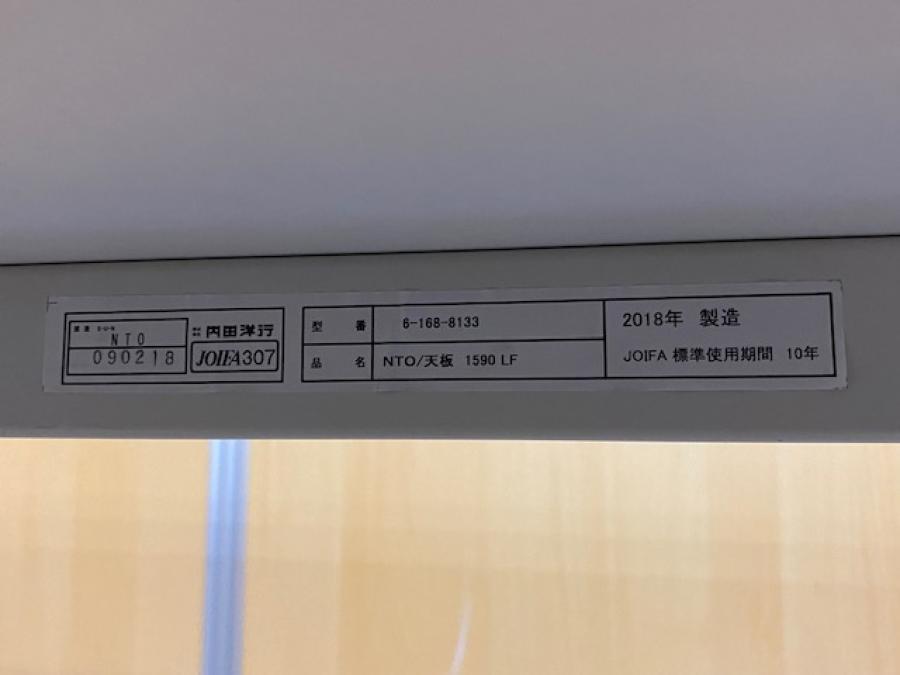 NTO
090218
内田洋行
JOIFA307
型 番
6-168-8133
品 名
NTO/天板 1590 LF
2018年 製造
JOIFA 標準使用期間 10年